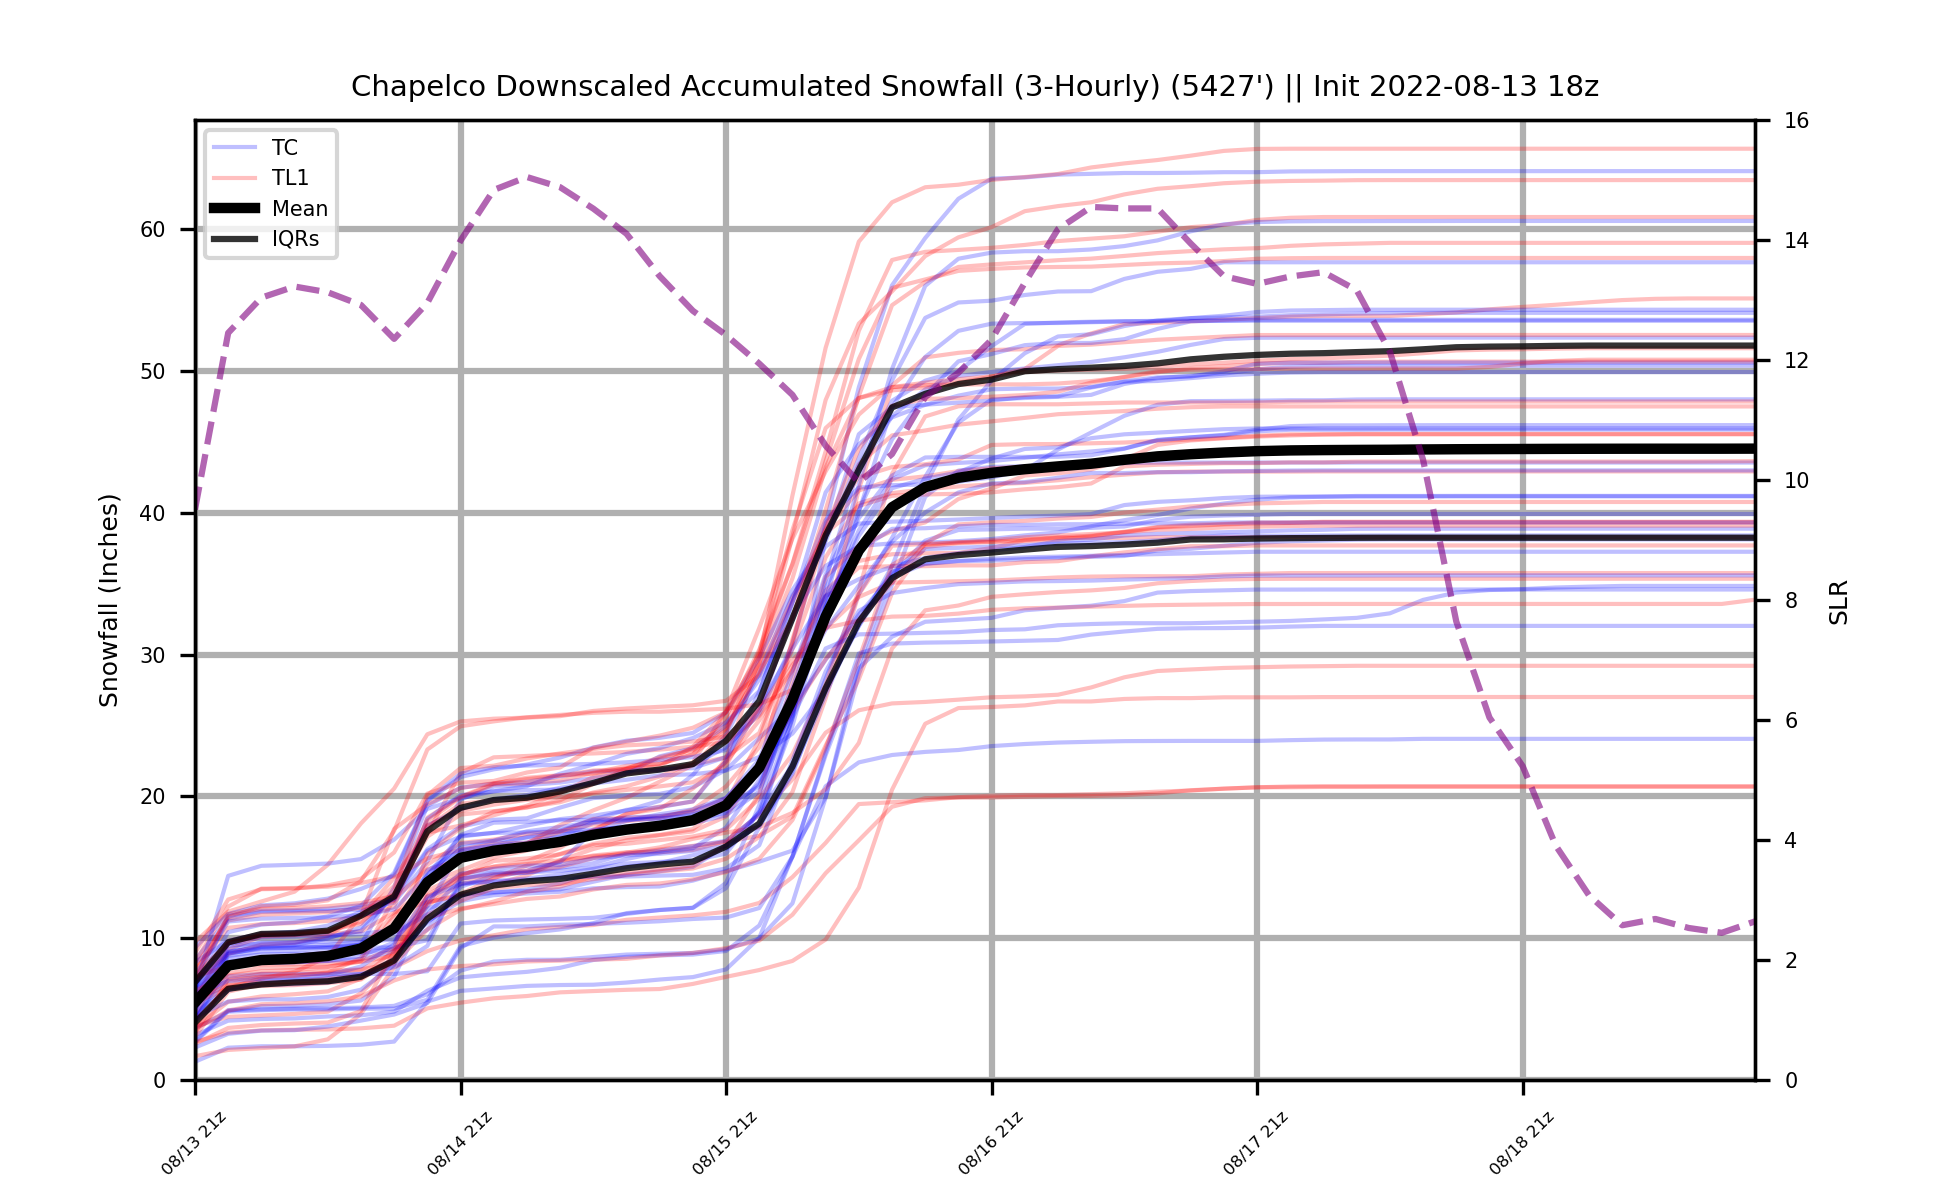 Chapelco Downscaled Accumulated Snowfall (3-Hourly) (5427') || Init 2022-08-13 18z
TC
TL1
Mean
IQRs
Snowfall (Inches)
60
50
40
30
20
10
0
16
14
12
10
8
6
4
2
0
SLR
08/13 21z
08/14 21z
08/15 21z
08/16 21z
08/17 21z
08/18 21z